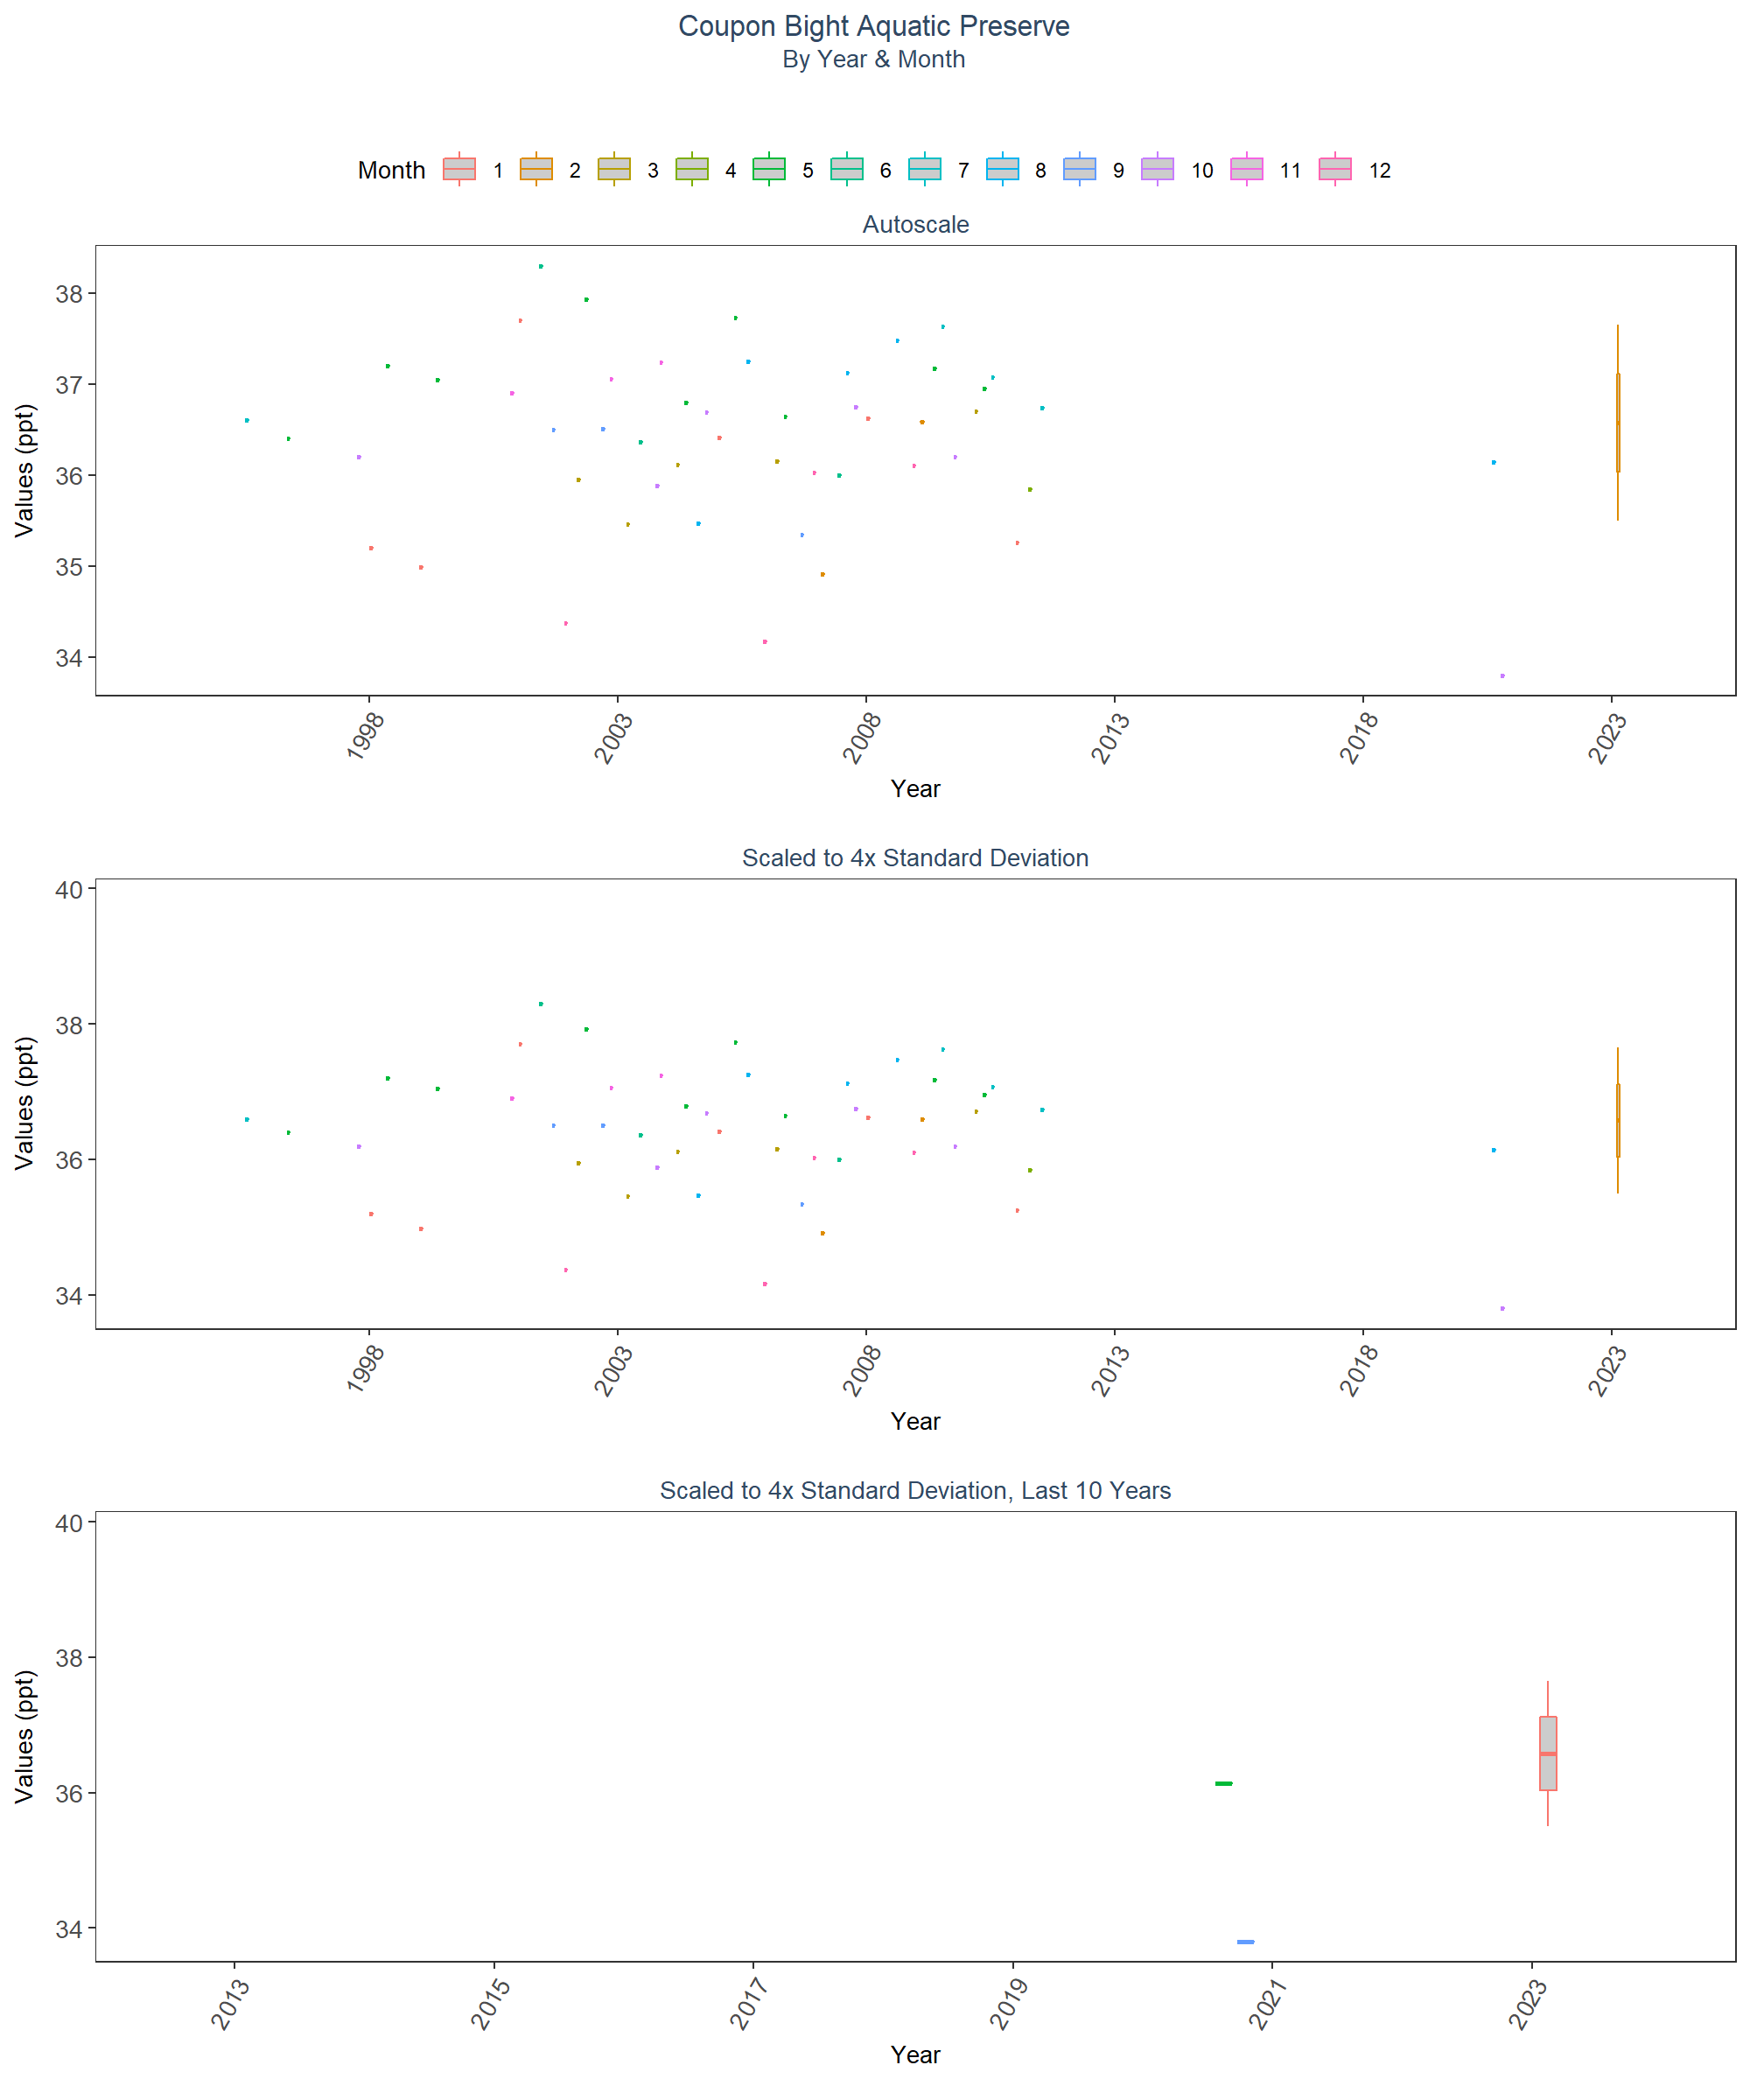 Coupon Bight Aquatic Preserve
By Year & Month
Month 1 2 3 4 5 6 7 8 9 10 11 12
Autoscale
Values (ppt)
38
37
36
35
34
1998 2003 2008 2013 2018 2023
Year
Scaled to 4x Standard Deviation
Values (ppt)
40
38
36
34
1998 2003 2008 2013 2018 2023
Year
Scaled to 4x Standard Deviation, Last 10 Years
Values (ppt)
40
38
36
34
2013 2015 2017 2019 2021 2023
Year